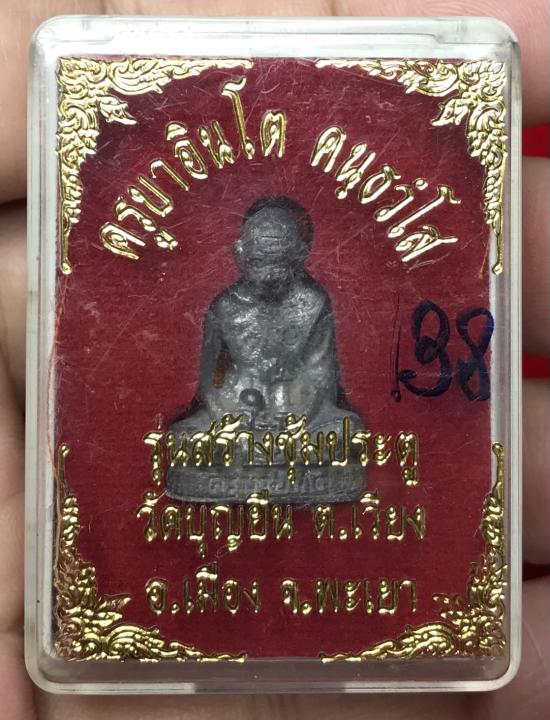 ครูบาอินโต คนฺธวํโส
138
รุ่นสร้างซุ้มประตู
วัดบุญยืน ต.เวียง
อ.เมือง จ.พะเยา